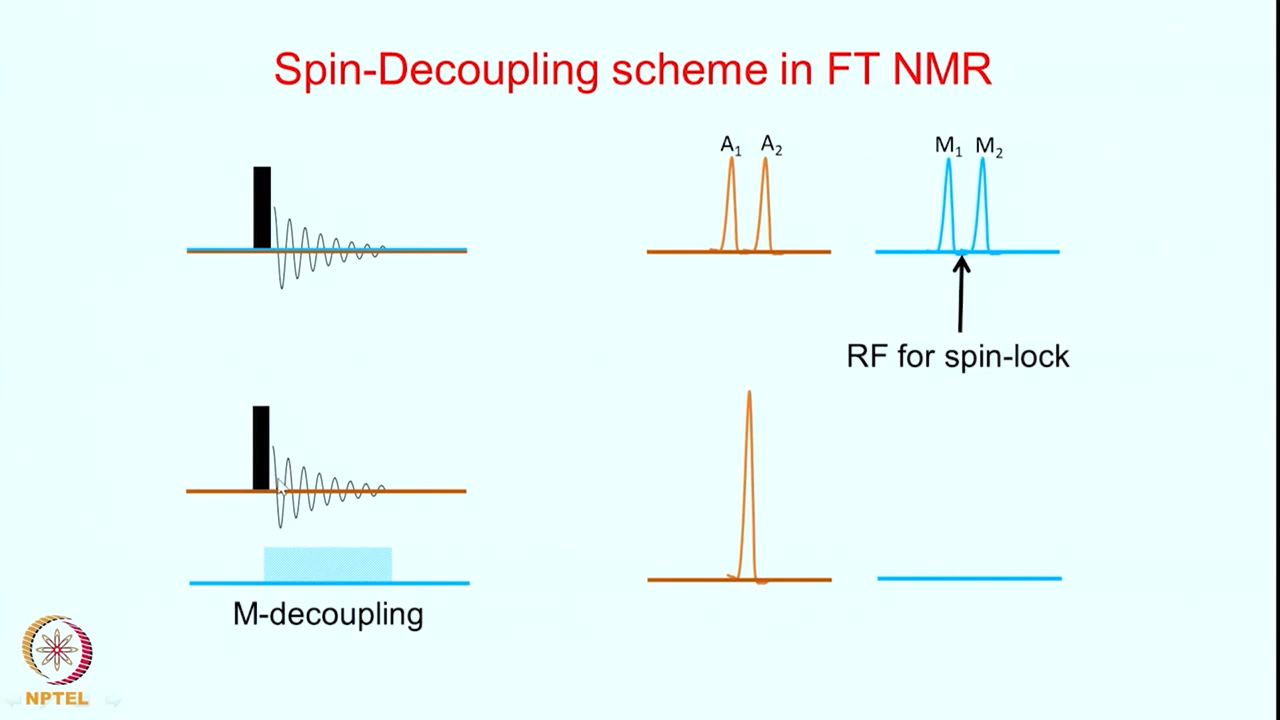 Spin-Decoupling scheme in FT NMR
A₁ A₂ M₁ M₂
RF for spin-lock
M-decoupling
NPTEL